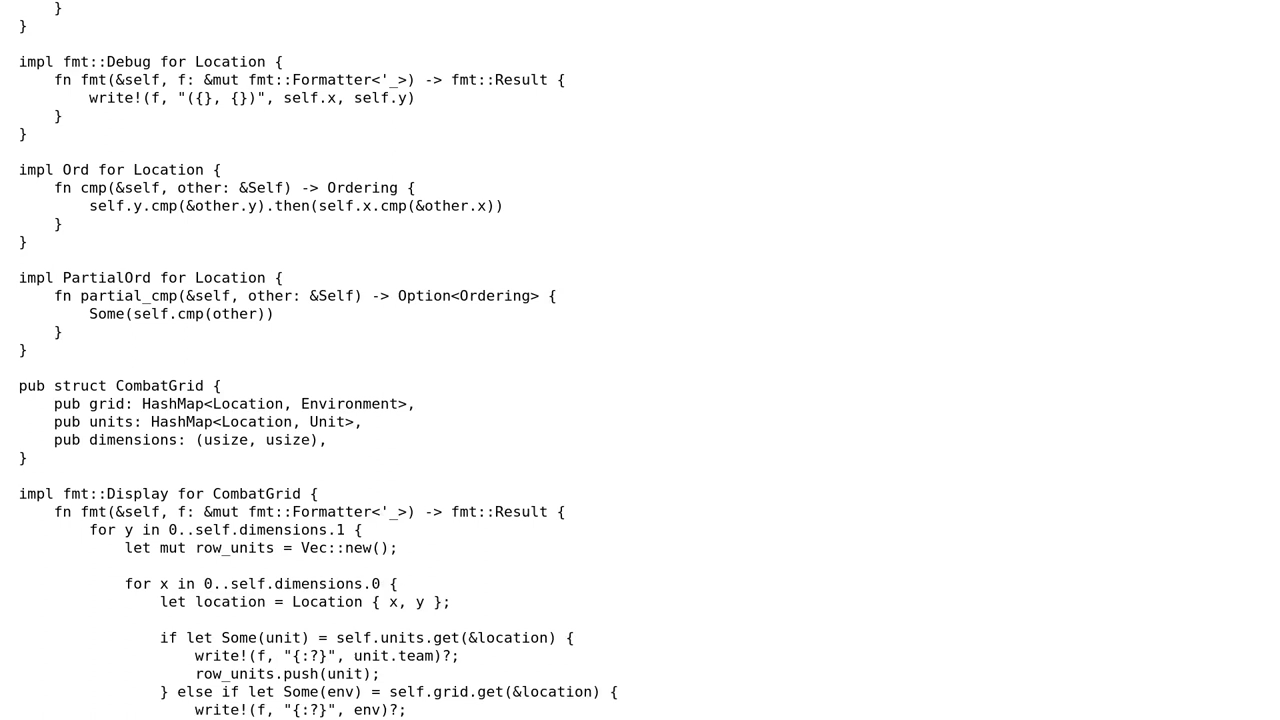 }
}

impl fmt::Debug for Location {
    fn fmt(&self, f: &mut fmt::Formatter<'_>) -> fmt::Result {
        write!(f, "({}, {})", self.x, self.y)
    }
}

impl Ord for Location {
    fn cmp(&self, other: &Self) -> Ordering {
        self.y.cmp(&other.y).then(self.x.cmp(&other.x))
    }
}

impl PartialOrd for Location {
    fn partial_cmp(&self, other: &Self) -> Option<Ordering> {
        Some(self.cmp(other))
    }
}

pub struct CombatGrid {
    pub grid: HashMap<Location, Environment>,
    pub units: HashMap<Location, Unit>,
    pub dimensions: (usize, usize),
}

impl fmt::Display for CombatGrid {
    fn fmt(&self, f: &mut fmt::Formatter<'_>) -> fmt::Result {
        for y in 0..self.dimensions.1 {
            let mut row_units = Vec::new();

            for x in 0..self.dimensions.0 {
                let location = Location { x, y };

                if let Some(unit) = self.units.get(&location) {
                    write!(f, "{:?}", unit.team)?;
                    row_units.push(unit);
                } else if let Some(env) = self.grid.get(&location) {
                    write!(f, "{:?}", env)?;